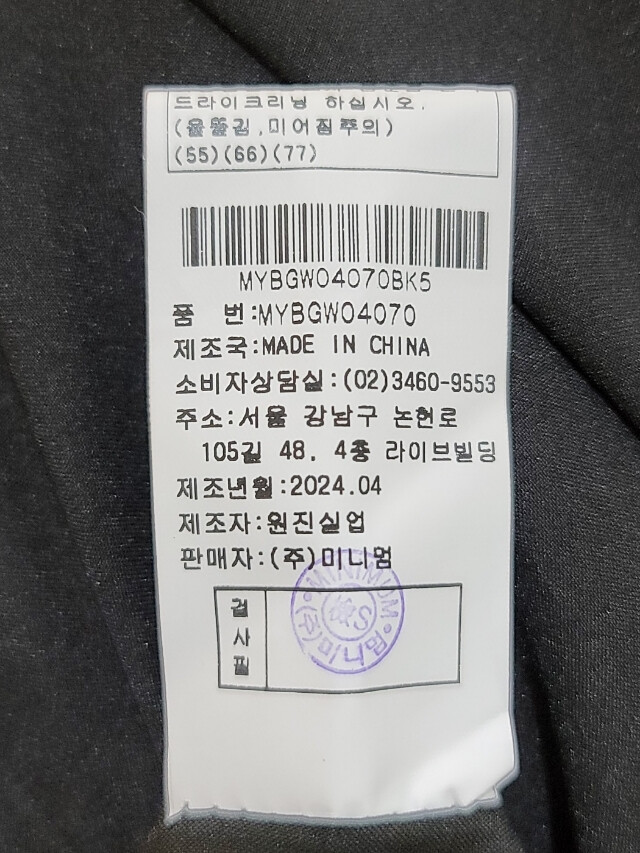 드라이크리닝 하십시오.
(올뜯김,미어짐주의)
(55)(66)(77)
MYBGW04070BK5
품 번:MYBGW04070
제조국:MADE IN CHINA
소비자상담실:(02)3460-9553
주소:서울 강남구 논현로
105길 48, 4층 라이브빌딩
제조년월:2024.04
제조자:원진실업
판매자:(주)미니멈
검사필
MINIMUM
S
(주)미니멈